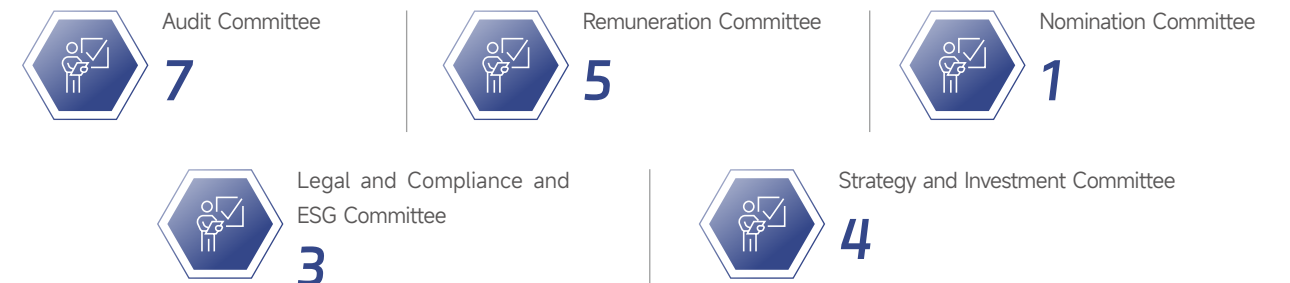 Audit Committee
7
Remuneration Committee
5
Nomination Committee
1
Legal and Compliance and
ESG Committee
3
Strategy and Investment Committee
4